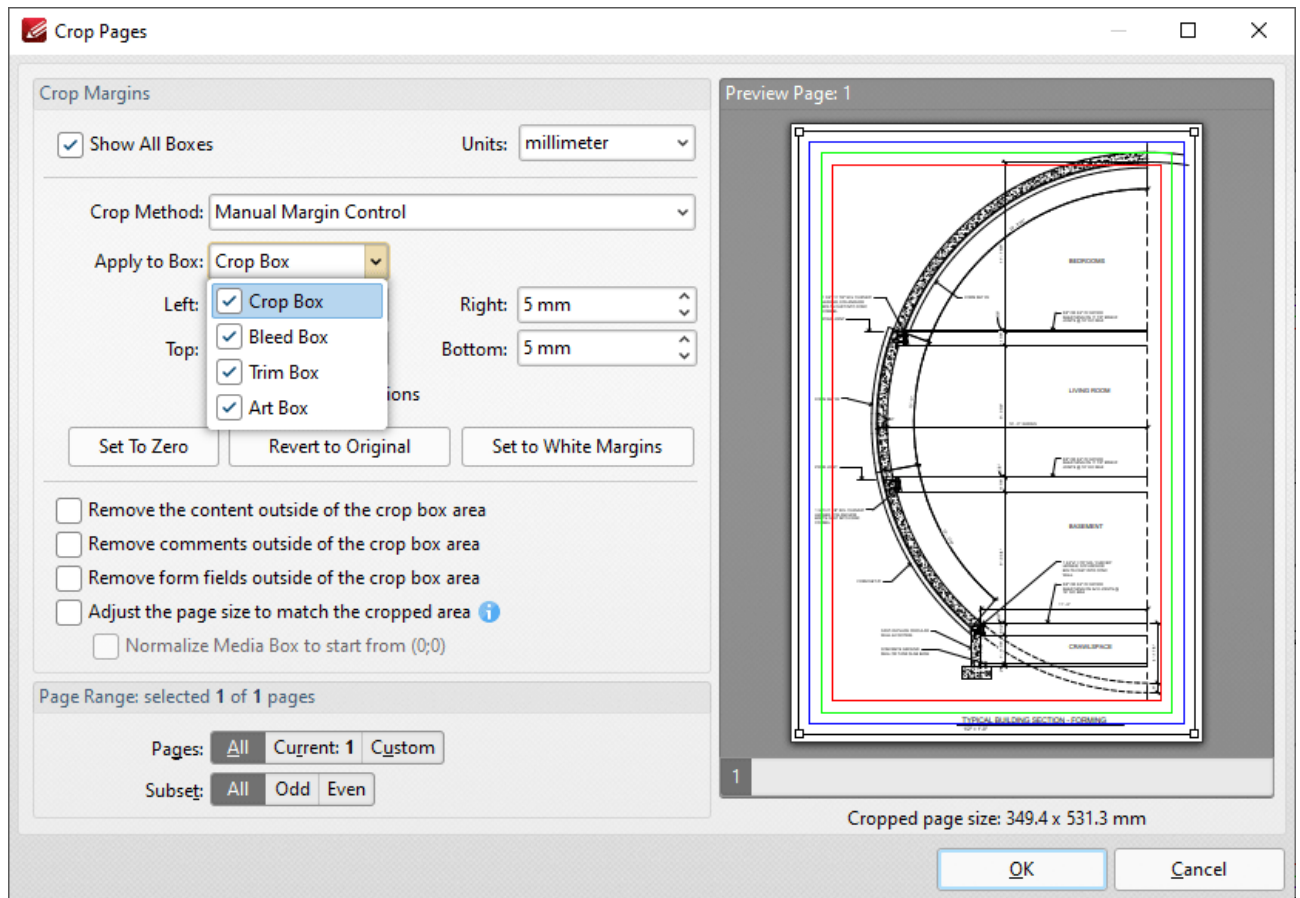 Crop Pages
Crop Margins
Show All Boxes
Units: millimeter
Crop Method: Manual Margin Control
Apply to Box: Crop Box
Crop Box
Bleed Box
Trim Box
Art Box
Left:
Right: 5 mm
Top:
Bottom: 5 mm
ions
Set To Zero
Revert to Original
Set to White Margins
Remove the content outside of the crop box area
Remove comments outside of the crop box area
Remove form fields outside of the crop box area
Adjust the page size to match the cropped area
Normalize Media Box to start from (0;0)
Page Range: selected 1 of 1 pages
Pages: All Current: 1 Custom
Subset: All Odd Even
Preview Page: 1
BEDROOMS
LIVING ROOM
BASEMENT
CRAWLSPACE
TYPICAL BUILDING SECTION - FORMING
1
Cropped page size: 349.4 x 531.3 mm
OK
Cancel